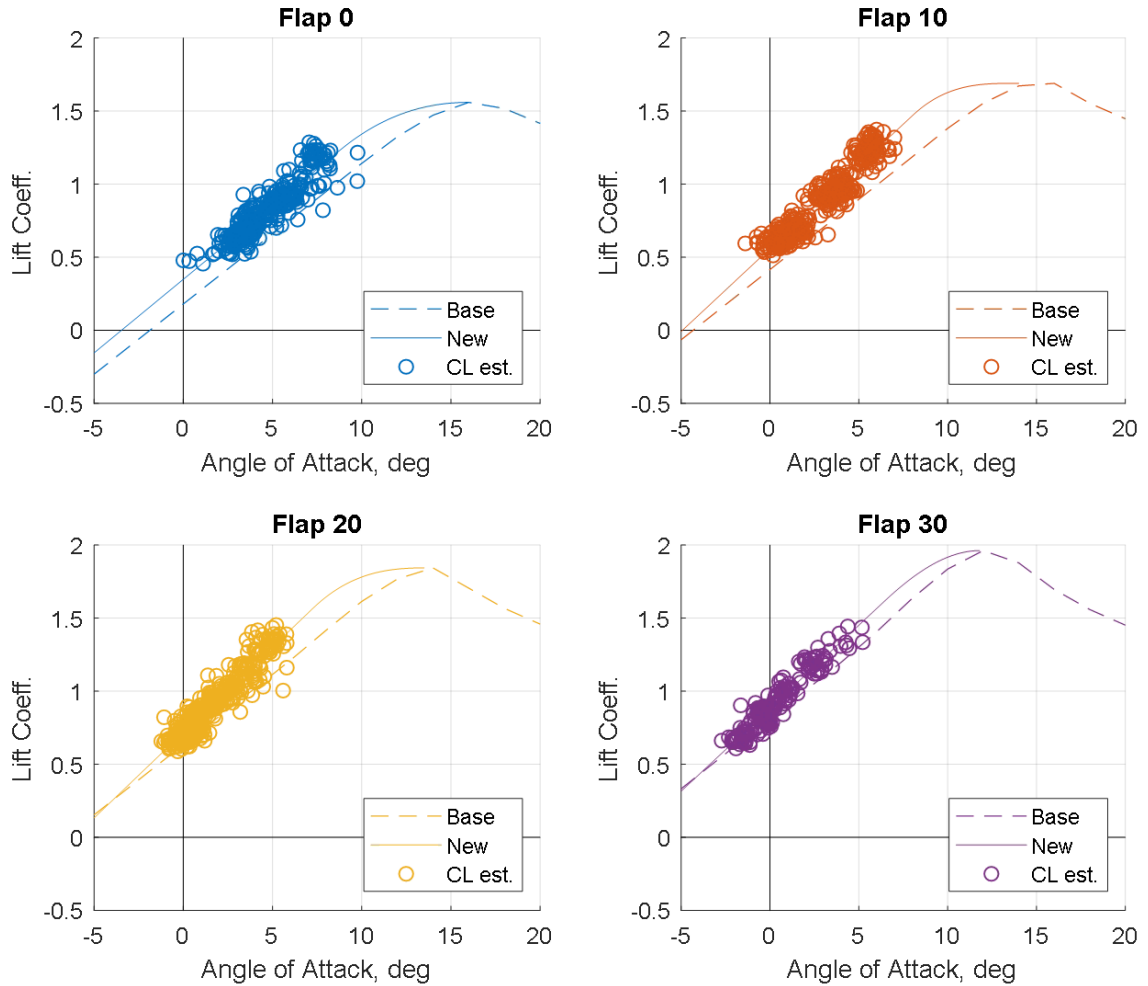 Flap 0
2
1.5
1
0.5
0
-0.5
Lift Coeff.
-5 0 5 10 15 20
Angle of Attack, deg
Base
New
CL est.
Flap 10
2
1.5
1
0.5
0
-0.5
Lift Coeff.
-5 0 5 10 15 20
Angle of Attack, deg
Base
New
CL est.
Flap 20
2
1.5
1
0.5
0
-0.5
Lift Coeff.
-5 0 5 10 15 20
Angle of Attack, deg
Base
New
CL est.
Flap 30
2
1.5
1
0.5
0
-0.5
Lift Coeff.
-5 0 5 10 15 20
Angle of Attack, deg
Base
New
CL est.